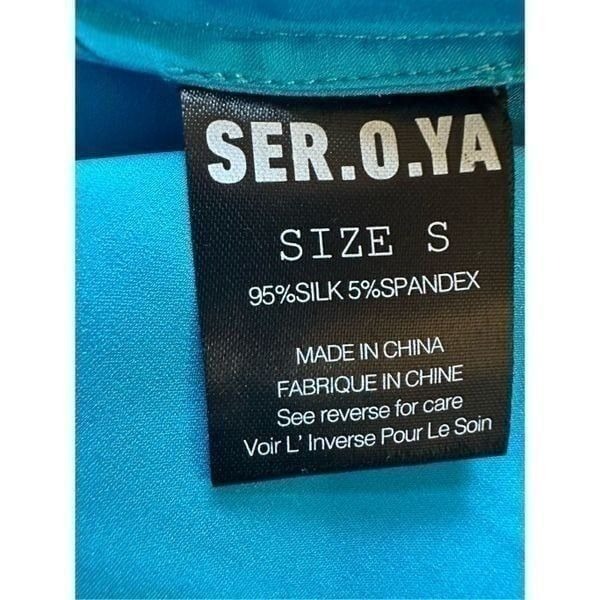 SER.O.YA
SIZE S
95%SILK 5%SPANDEX
MADE IN CHINA
FABRIQUE IN CHINE
See reverse for care
Voir L' Inverse Pour Le Soin